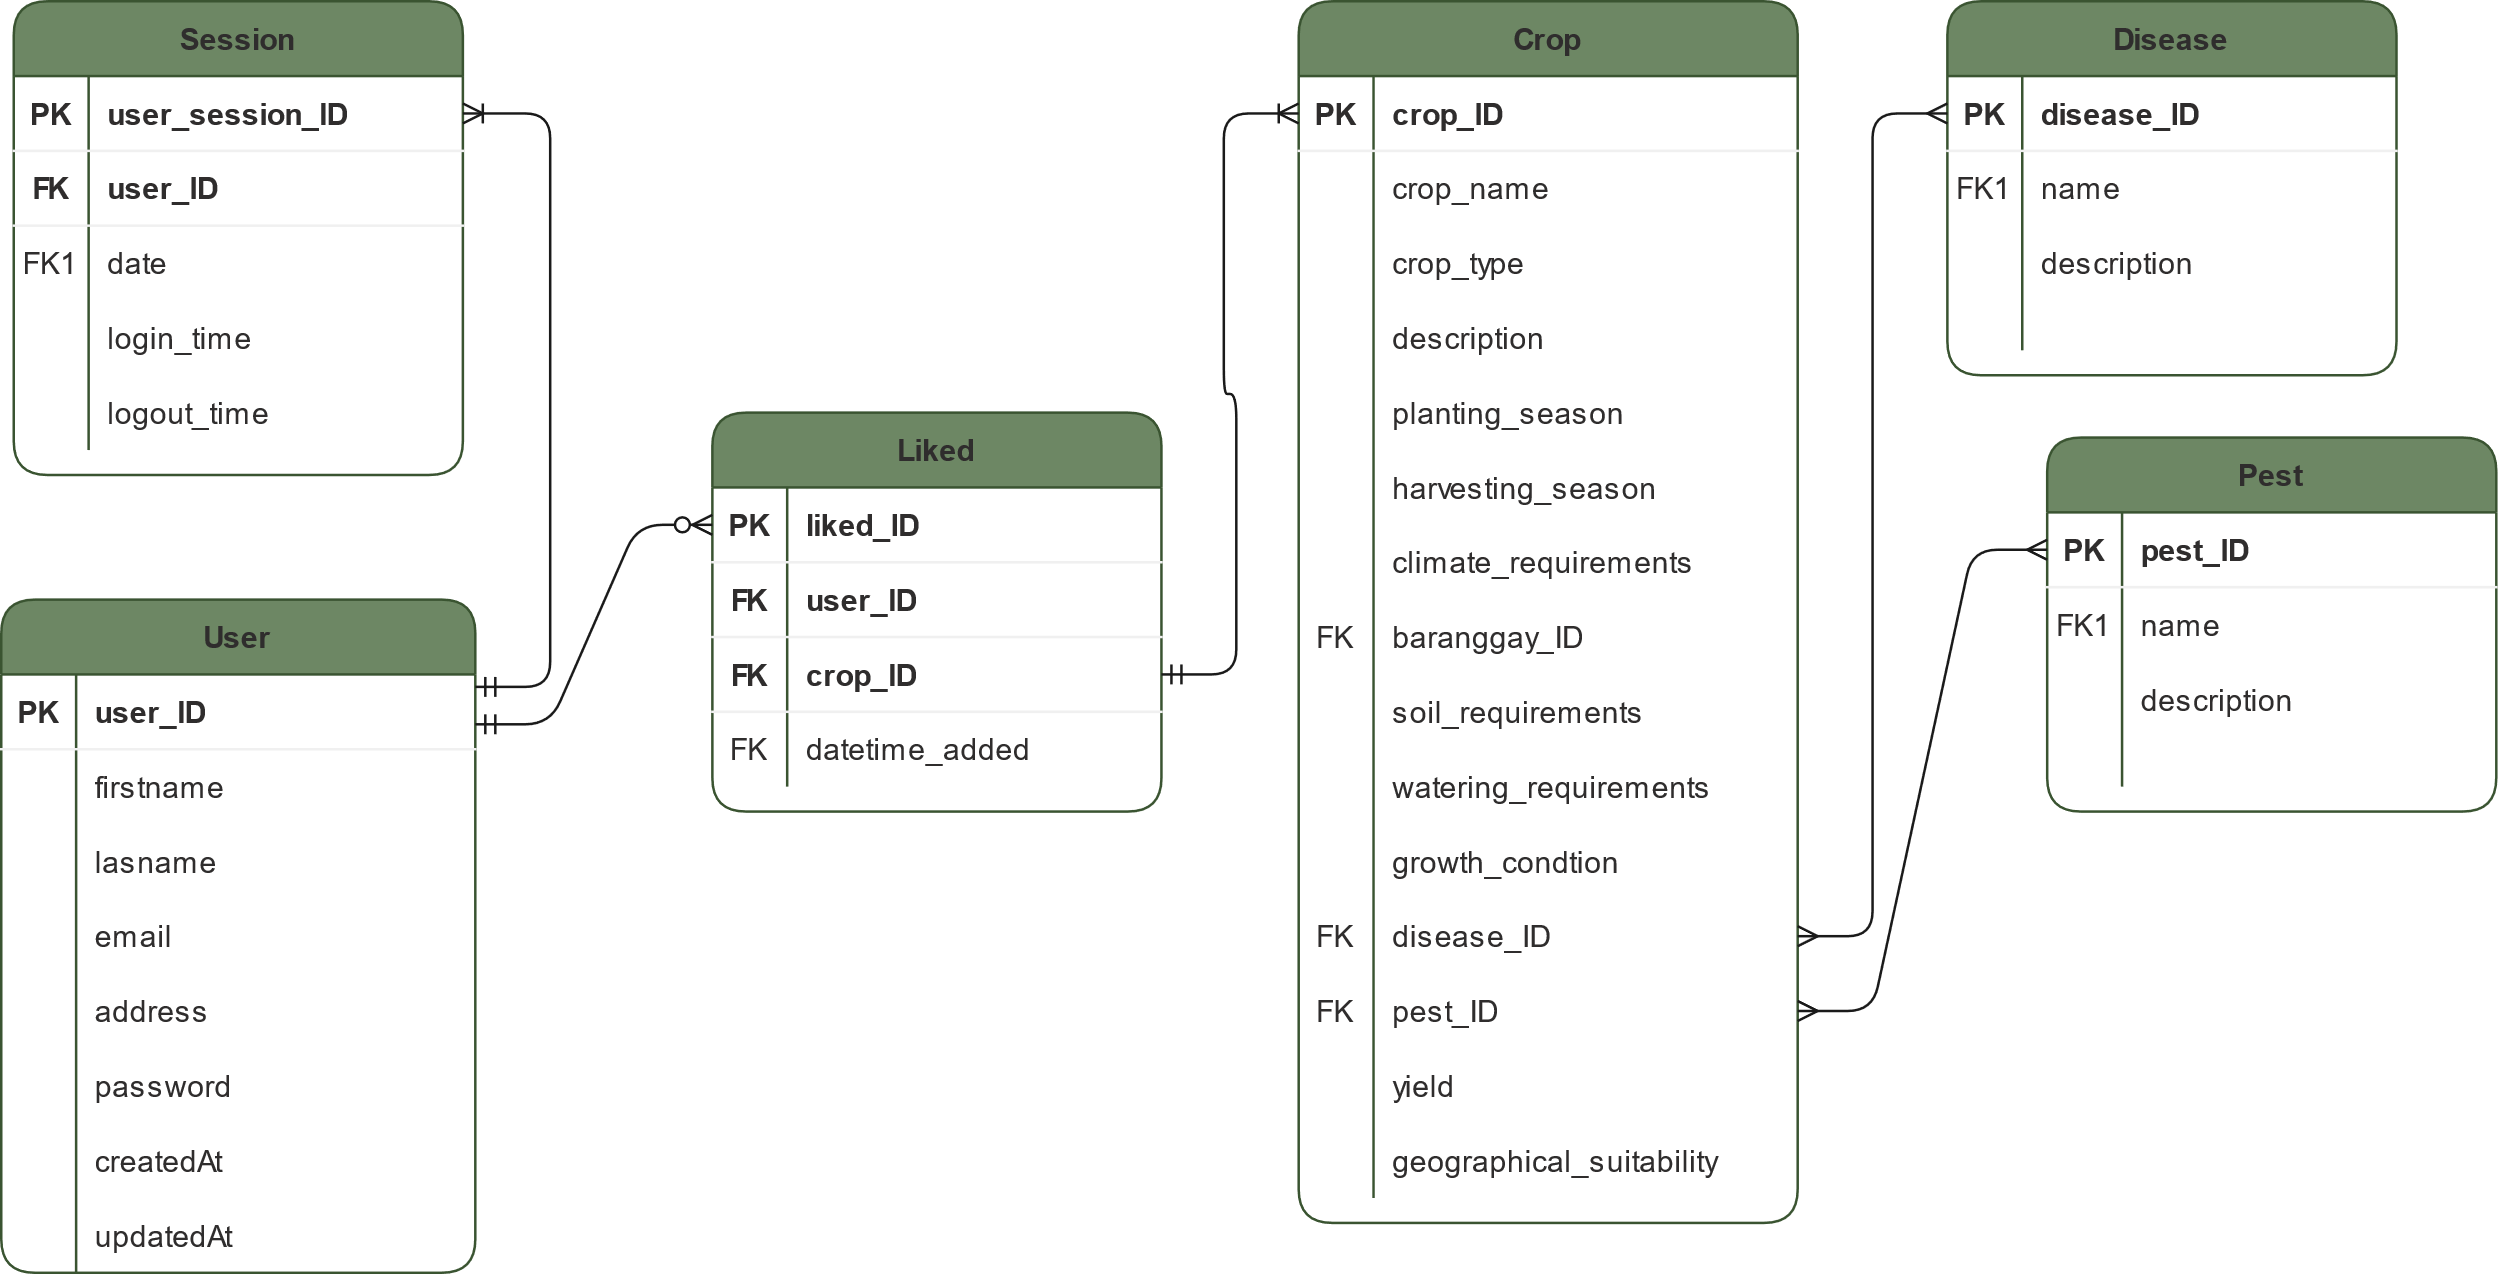 Session
PK user_session_ID
FK user_ID
FK1 date
login_time
logout_time
User
PK user_ID
firstname
lasname
email
address
password
createdAt
updatedAt
Liked
PK liked_ID
FK user_ID
FK crop_ID
FK datetime_added
Crop
PK crop_ID
crop_name
crop_type
description
planting_season
harvesting_season
climate_requirements
FK baranggay_ID
soil_requirements
watering_requirements
growth_condtion
FK disease_ID
FK pest_ID
yield
geographical_suitability
Disease
PK disease_ID
FK1 name
description
Pest
PK pest_ID
FK1 name
description